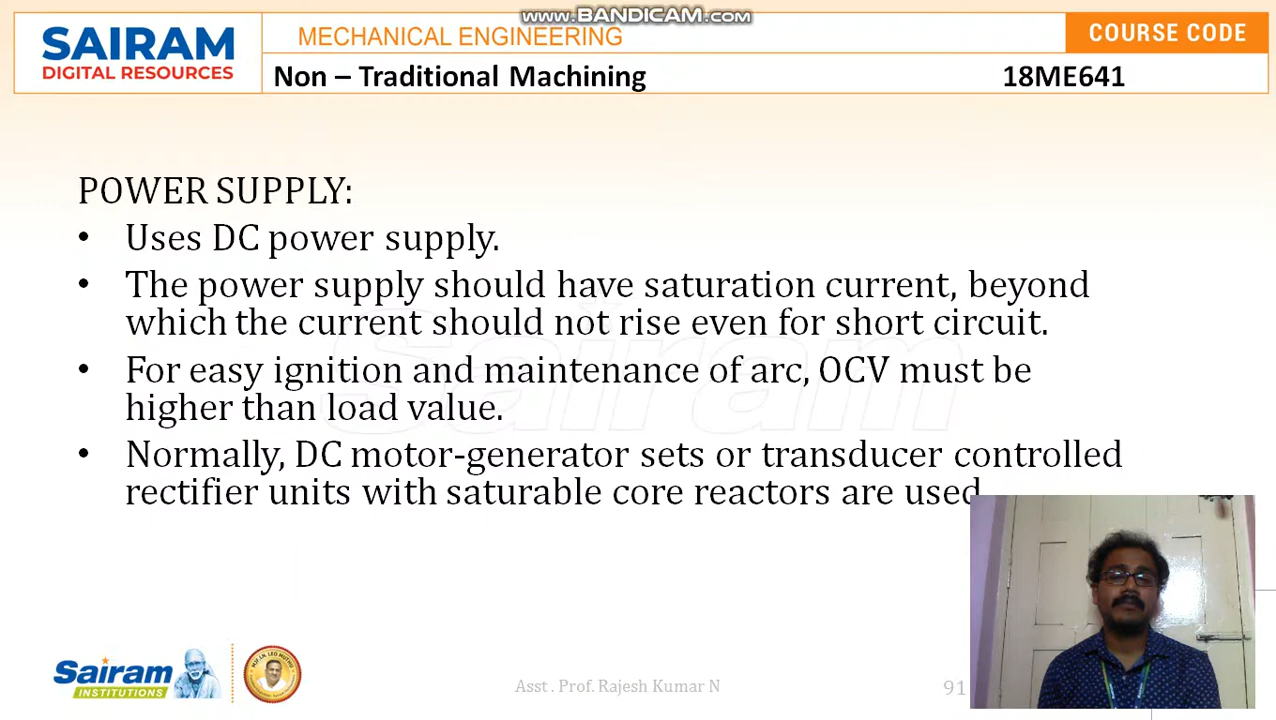 www.BANDICAM.com
SAIRAM
DIGITAL RESOURCES
MECHANICAL ENGINEERING
COURSE CODE
Non – Traditional Machining
18ME641
POWER SUPPLY:
• Uses DC power supply.
• The power supply should have saturation current, beyond
which the current should not rise even for short circuit.
• For easy ignition and maintenance of arc, OCV must be
higher than load value.
• Normally, DC motor-generator sets or transducer controlled
rectifier units with saturable core reactors are used
Sairam
Sairam
INSTITUTIONS
Asst . Prof. Rajesh Kumar N
91